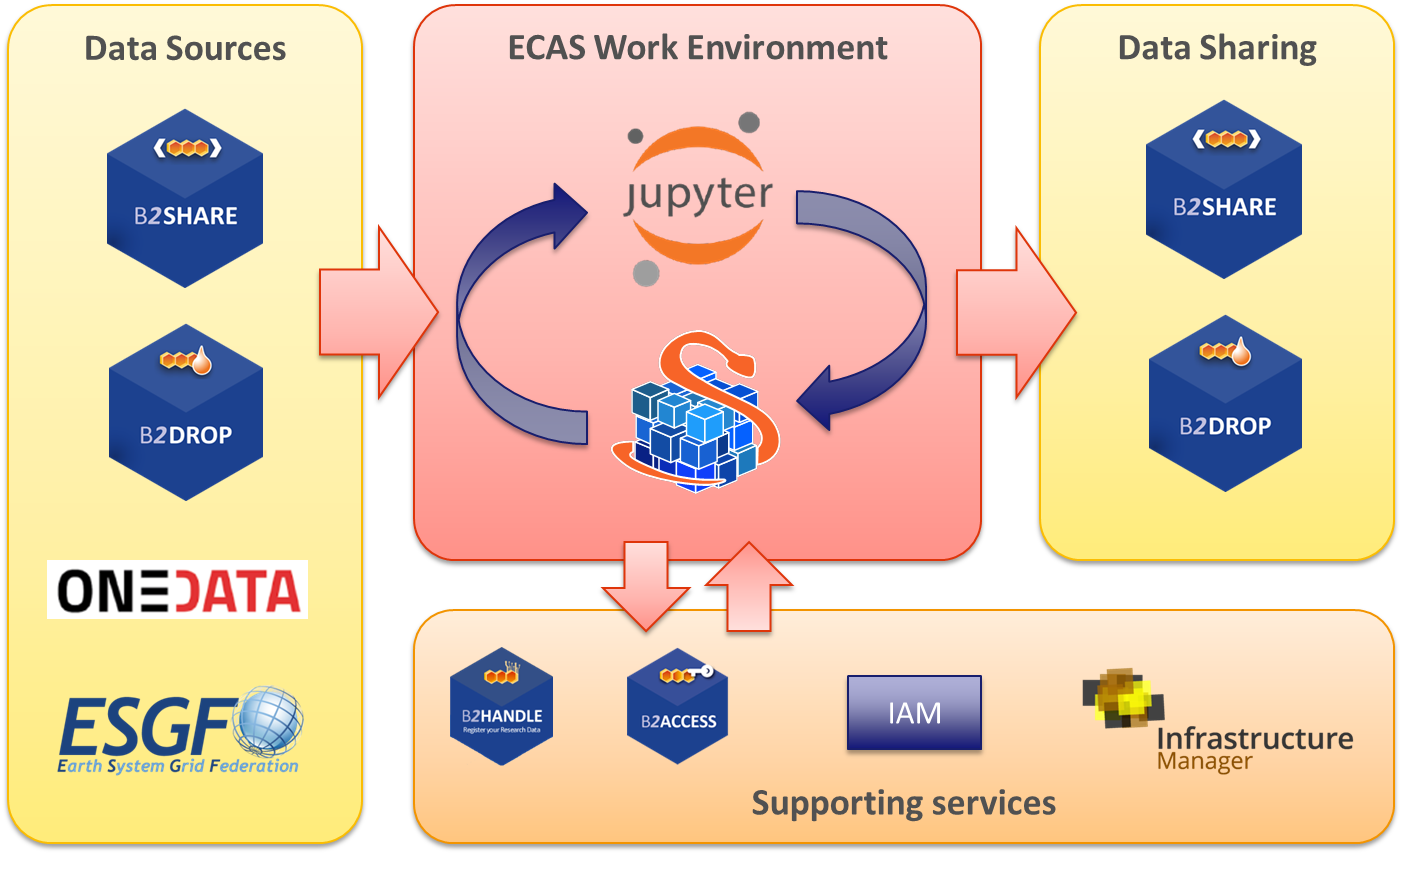 Data Sources
B2SHARE
B2DROP
ONEDATA
ESGF
Earth System Grid Federation
ECAS Work Environment
jupyter
Data Sharing
B2SHARE
B2DROP
B2HANDLE
Register your Research Data
B2ACCESS
IAM
Infrastructure
Manager
Supporting services